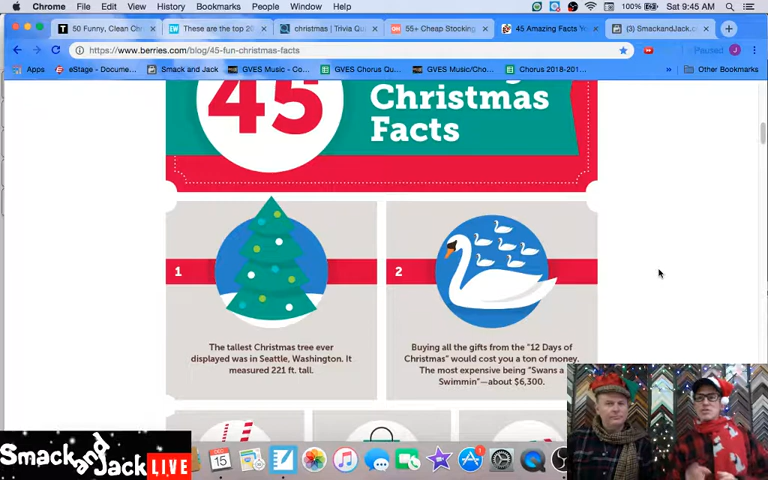 Chrome File Edit View History Bookmarks People Window Help
100% Sat 9:45 AM
50 Funny, Clean Chr
These are the top 20
christmas | Trivia Qu
55+ Cheap Stocking
45 Amazing Facts Yo
(3) SmackandJack.co
https://www.berries.com/blog/45-fun-christmas-facts
Paused
Apps
eStage - Docume...
Smack and Jack
GVES Music - Co...
GVES Chorus Qu...
GVES Music/Cho...
Chorus 2018-201...
»
Other Bookmarks
45
Christmas
Facts
1
The tallest Christmas tree ever
displayed was in Seattle, Washington. It
measured 221 ft. tall.
2
Buying all the gifts from the "12 Days of
Christmas" would cost you a ton of money.
The most expensive being "Swans a
Swimmin"—about $6,300.
Smack and Jack LIVE
15